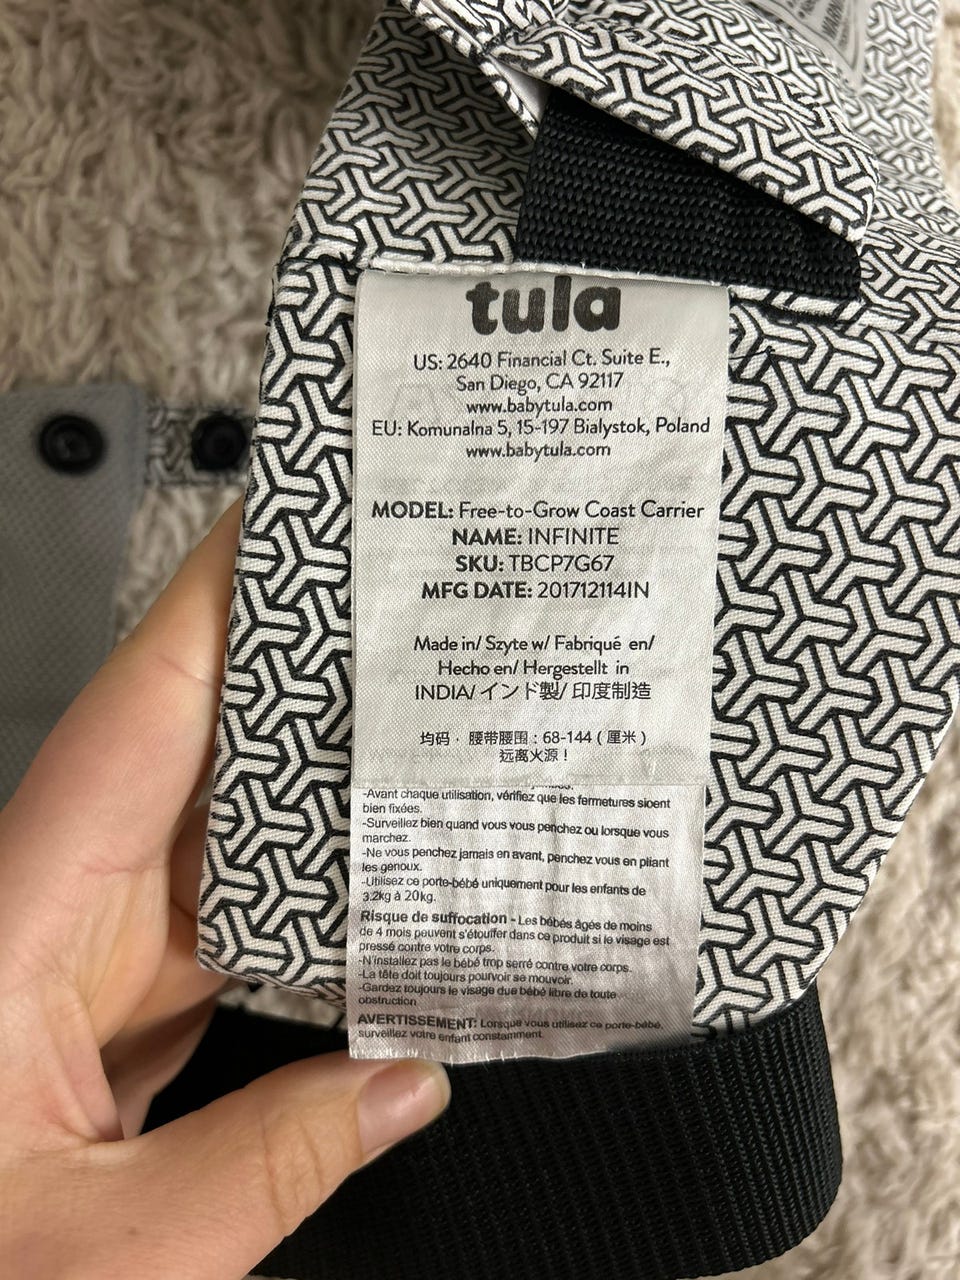 tula
US: 2640 Financial Ct. Suite E.,
San Diego, CA 92117
www.babytula.com
EU: Komunalna 5, 15-197 Bialystok, Poland
www.babytula.com
MODEL: Free-to-Grow Coast Carrier
NAME: INFINITE
SKU: TBCP7G67
MFG DATE: 201712114IN
Made in/ Szyte w/ Fabriqué en/
Hecho en/ Hergestellt in
INDIA/ インド製/ 印度制造
均码 · 腰带腰围 : 68-144 ( 厘米 )
远离火源 !
-Avant chaque utilisation, vérifiez que les fermetures sioent
bien fixées.
-Surveillez bien quand vous vous penchez ou lorsque vous
marchez.
-Ne vous penchez jamais en avant, penchez vous en pliant
les genoux.
-Utilisez ce porte-bébé uniquement pour les enfants de
3.2kg à 20kg.
Risque de suffocation - Les bébés âgés de moins
de 4 mois peuvent s'étouffer dans ce produit si le visage est
pressé contre votre corps.
-N'installez pas le bébé trop serré contre votre corps.
-La tête doit toujours pourvoir se mouvoir.
-Gardez toujours le visage due bébé libre de toute
obstruction
AVERTISSEMENT: Lorsque vous utilisez ce porte-bébé,
surveillez votre enfant constamment.